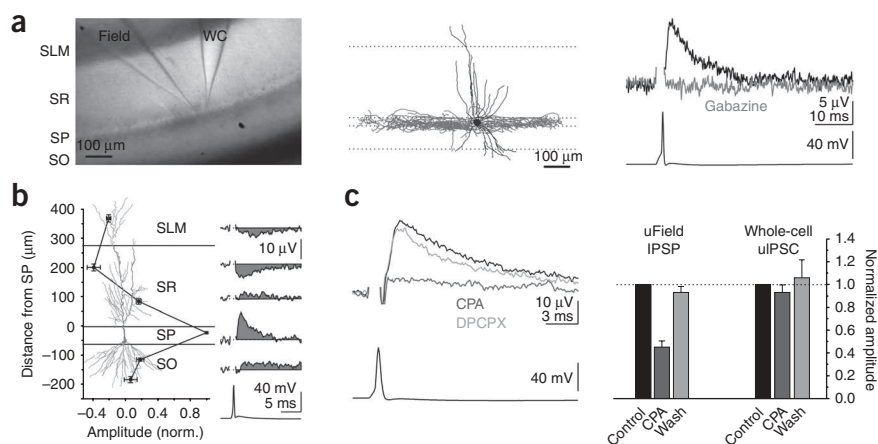 a
SLM
SR
SP
SO
Field
WC
100 μm
100 μm
Gabazine
5 μV
10 ms
40 mV
b
Distance from SP (μm)
400
300
200
100
0
−100
−200
SLM
SR
SP
SO
−0.4
0.0
0.4
0.8
Amplitude (norm.)
10 μV
40 mV
5 ms
c
CPA
DPCPX
10 μV
3 ms
40 mV
uField
IPSP
Whole-cell
uIPSC
1.4
1.2
1.0
0.8
0.6
0.4
0.2
0.0
Normalized amplitude
Control
CPA
Wash
Control
CPA
Wash